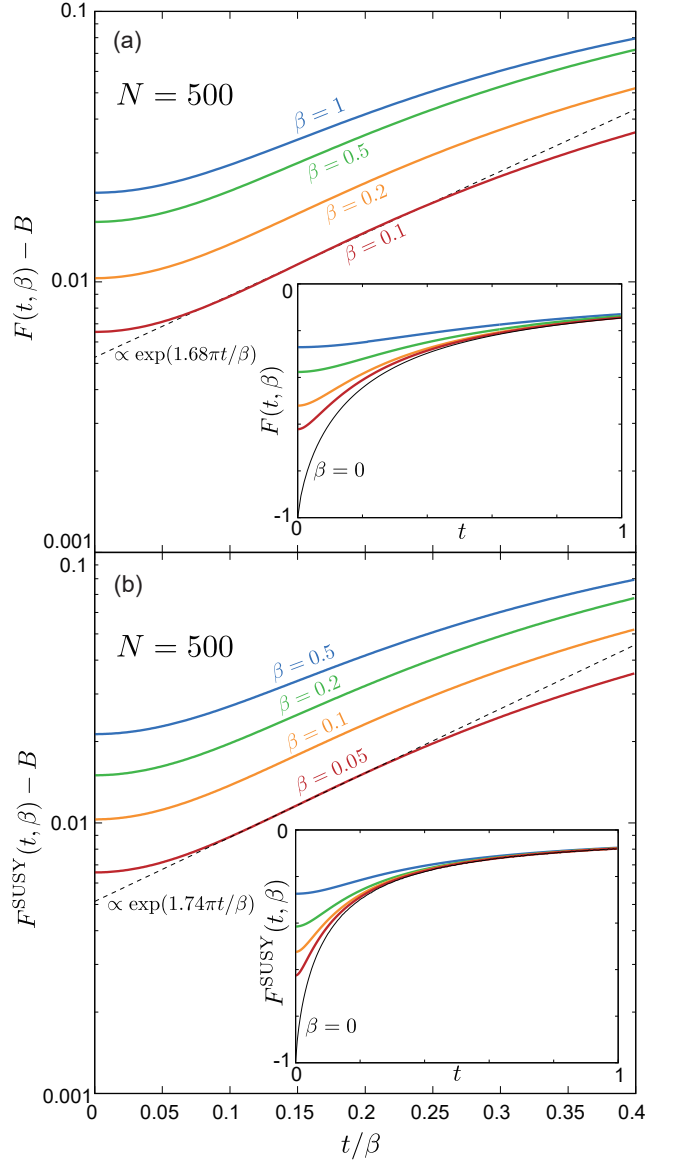 0.1
(a)
N = 500
β = 1
β = 0.5
β = 0.2
β = 0.1
F(t, β) − B
0.01
∝ exp(1.68πt/β)
0
F(t, β)
β = 0
-1
0
t
1
0.001
0.1
(b)
N = 500
β = 0.5
β = 0.2
β = 0.1
β = 0.05
F^SUSY(t, β) − B
0.01
∝ exp(1.74πt/β)
0
F^SUSY(t, β)
β = 0
-1
0
t
1
0.001
0 0.05 0.1 0.15 0.2 0.25 0.3 0.35 0.4
t/β